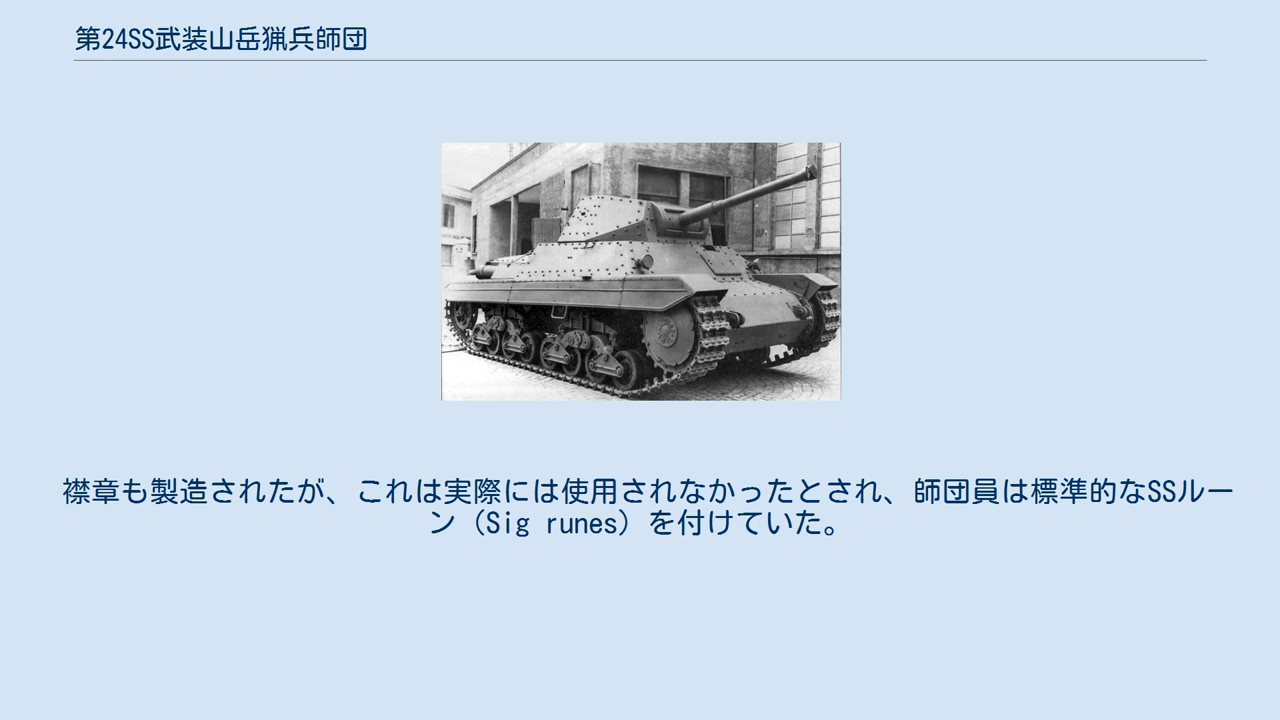 第24SS武装山岳猟兵師団
襟章も製造されたが、これは実際には使用されなかったとされ、師団員は標準的なSSルー
ン（Sig runes）を付けていた。